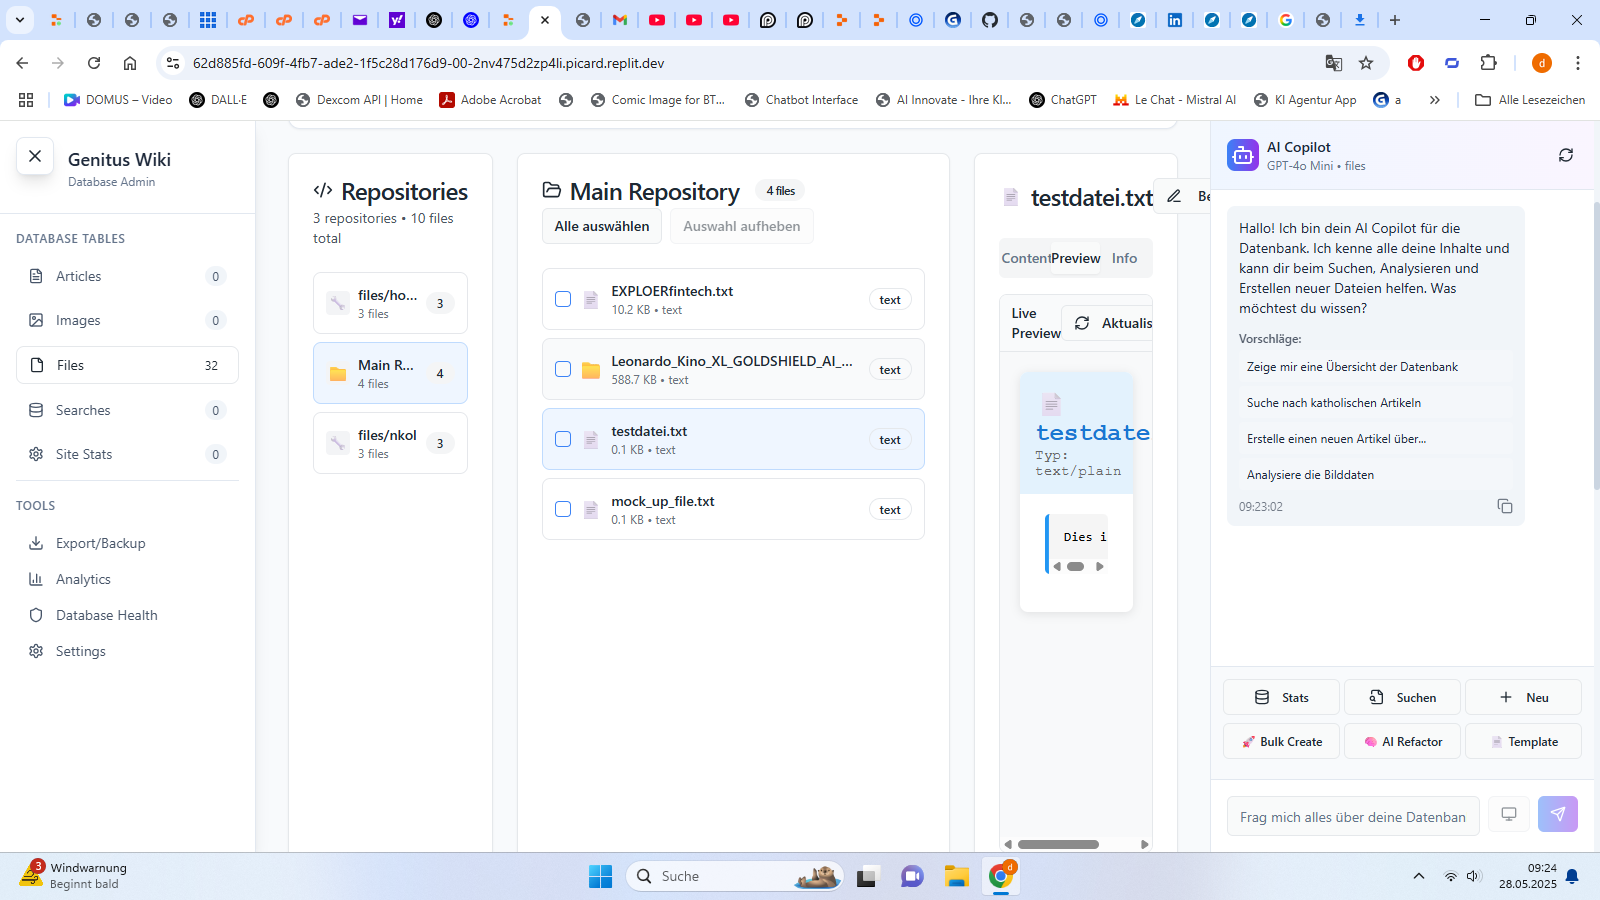 62d885fd-609f-4fb7-ade2-1f5c28d176d9-00-2nv475d2zp4li.picard.replit.dev
d
DOMUS – Video
DALL·E
Dexcom API | Home
Adobe Acrobat
Comic Image for BT...
Chatbot Interface
AI Innovate - Ihre KI...
ChatGPT
Le Chat - Mistral AI
KI Agentur App
a
Alle Lesezeichen
Genitus Wiki
Database Admin
DATABASE TABLES
Articles 0
Images 0
Files 32
Searches 0
Site Stats 0
TOOLS
Export/Backup
Analytics
Database Health
Settings
Repositories
3 repositories • 10 files
total
files/ho... 3
3 files
Main R... 4
4 files
files/nkol 3
3 files
Main Repository 4 files
Alle auswählen Auswahl aufheben
EXPLOERfintech.txt text
10.2 KB • text
Leonardo_Kino_XL_GOLDSHIELD_AI_... text
588.7 KB • text
testdatei.txt text
0.1 KB • text
mock_up_file.txt text
0.1 KB • text
testdatei.txt Be
Content Preview Info
Live
Preview
Aktualis
testdate
Typ:
text/plain
Dies i
AI Copilot
GPT-4o Mini • files
Hallo! Ich bin dein AI Copilot für die
Datenbank. Ich kenne alle deine Inhalte und
kann dir beim Suchen, Analysieren und
Erstellen neuer Dateien helfen. Was
möchtest du wissen?
Vorschläge:
Zeige mir eine Übersicht der Datenbank
Suche nach katholischen Artikeln
Erstelle einen neuen Artikel über...
Analysiere die Bilddaten
09:23:02
Stats Suchen Neu
Bulk Create AI Refactor Template
Frag mich alles über deine Datenban
3
Windwarnung
Beginnt bald
Suche
d
09:24
28.05.2025